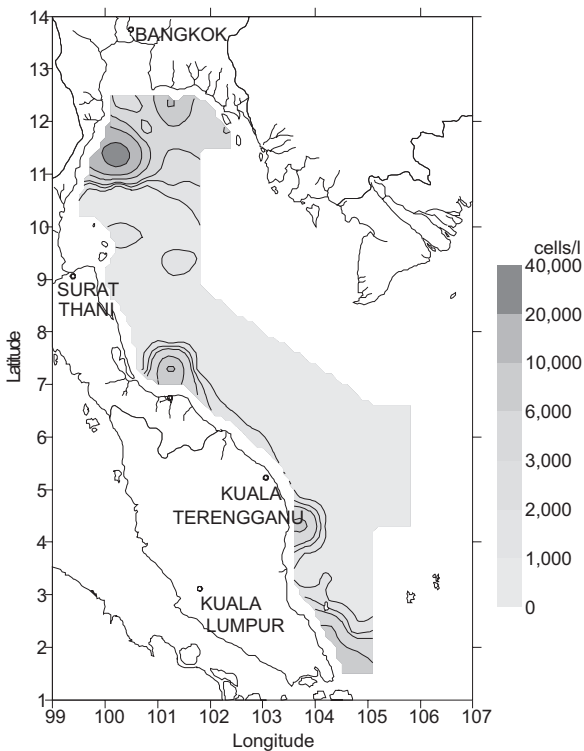 14
BANGKOK
13
12
11
10
9
8
7
6
5
4
3
2
1
Latitude
SURAT
THANI
KUALA
TERENGGANU
KUALA
LUMPUR
cells/l
40,000
20,000
10,000
6,000
3,000
2,000
1,000
0
99 100 101 102 103 104 105 106 107
Longitude